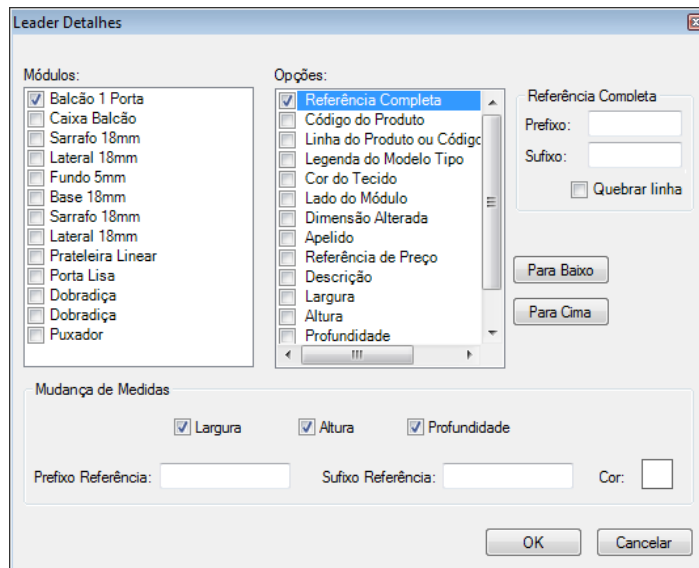 Leader Detalhes
Módulos:
Balcão 1 Porta
Caixa Balcão
Sarrafo 18mm
Lateral 18mm
Fundo 5mm
Base 18mm
Sarrafo 18mm
Lateral 18mm
Prateleira Linear
Porta Lisa
Dobradiça
Dobradiça
Puxador
Opções:
Referência Completa
Código do Produto
Linha do Produto ou Código
Legenda do Modelo Tipo
Cor do Tecido
Lado do Módulo
Dimensão Alterada
Apelido
Referência de Preço
Descrição
Largura
Altura
Profundidade
Referência Completa
Prefixo:
Sufixo:
Quebrar linha
Para Baixo
Para Cima
Mudança de Medidas
Largura Altura Profundidade
Prefixo Referência: Sufixo Referência: Cor:
OK Cancelar